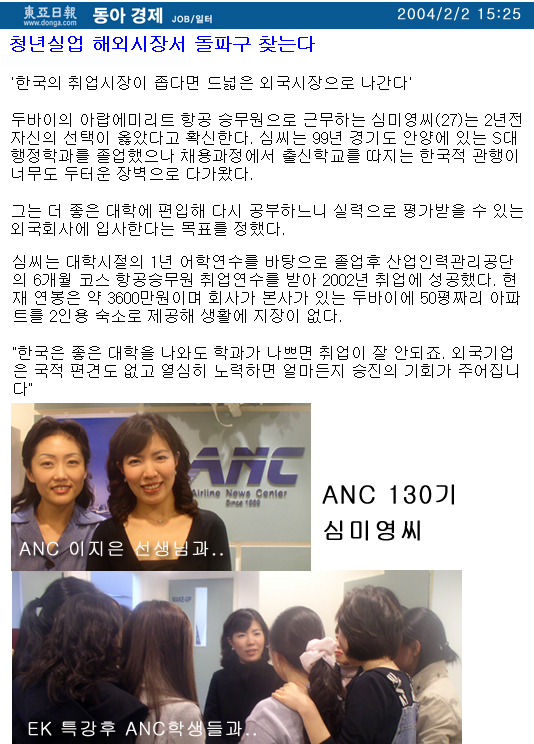 東亞日報 동아 경제 JOB/일터 2004/2/2 15:25
www.donga.com
청년실업 해외시장서 돌파구 찾는다
'한국의 취업시장이 좁다면 드넓은 외국시장으로 나간다'
두바이의 아랍에미리트 항공 승무원으로 근무하는 심미영씨(27)는 2년전
자신의 선택이 옳았다고 확신한다. 심씨는 99년 경기도 안양에 있는 S대
행정학과를 졸업했으나 채용과정에서 출신학교를 따지는 한국적 관행이
너무도 두터운 장벽으로 다가왔다.
그는 더 좋은 대학에 편입해 다시 공부하느니 실력으로 평가받을 수 있는
외국회사에 입사한다는 목표를 정했다.
심씨는 대학시절의 1년 어학연수를 바탕으로 졸업후 산업인력관리공단
의 6개월 코스 항공승무원 취업연수를 받아 2002년 취업에 성공했다. 현
재 연봉은 약 3600만원이며 회사가 본사가 있는 두바이에 50평짜리 아파
트를 2인용 숙소로 제공해 생활에 지장이 없다.
"한국은 좋은 대학을 나와도 학과가 나쁘면 취업이 잘 안되죠. 외국기업
은 국적 편견도 없고 열심히 노력하면 얼마든지 승진의 기회가 주어집니
다"
ANC
Airline News Center
Since 1989
ANC 이지은 선생님과..
ANC 130기
심미영씨
MAKE-UP
EK 특강후 ANC학생들과..